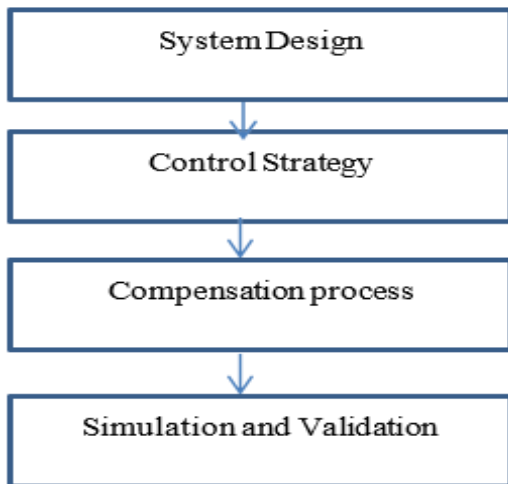 System Design
Control Strategy
Compensation process
Simulation and Validation